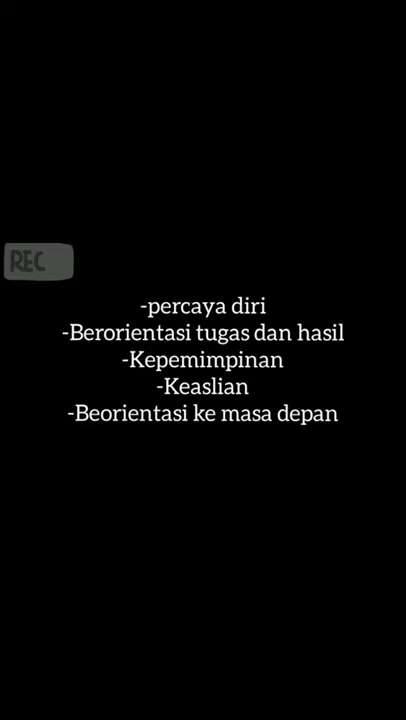 REC
-percaya diri
-Berorientasi tugas dan hasil
-Kepemimpinan
-Keaslian
-Beorientasi ke masa depan